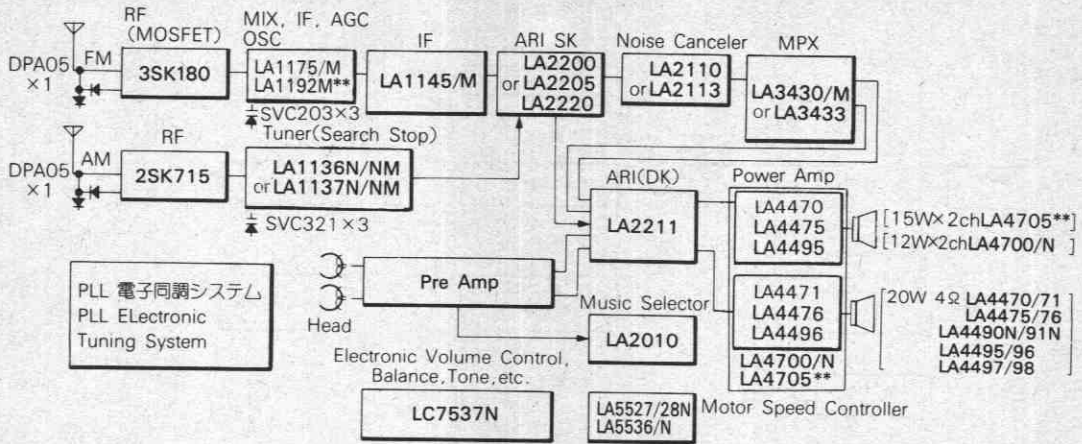 RF
(MOSFET)
MIX, IF, AGC
OSC
IF
ARI SK
Noise Canceler
MPX
DPA05
×1
FM
3SK180
LA1175/M
LA1192M**
LA1145/M
LA2200
or LA2205
LA2220
LA2110
or LA2113
LA3430/M
or LA3433
SVC203×3
Tuner(Search Stop)
RF
DPA05
×1
AM
2SK715
LA1136N/NM
or LA1137N/NM
SVC321×3
ARI(DK)
LA2211
Power Amp
LA4470
LA4475
LA4495
[15W×2chLA4705**]
[12W×2chLA4700/N ]
LA4471
LA4476
LA4496
[20W 4Ω LA4470/71
LA4475/76
LA4490N/91N
LA4495/96
LA4497/98]
LA4700/N
LA4705**
PLL 電子同調システム
PLL ELectronic
Tuning System
Head
Pre Amp
Music Selector
LA2010
Electronic Volume Control,
Balance,Tone,etc.
LC7537N
LA5527/28N
LA5536/N
Motor Speed Controller